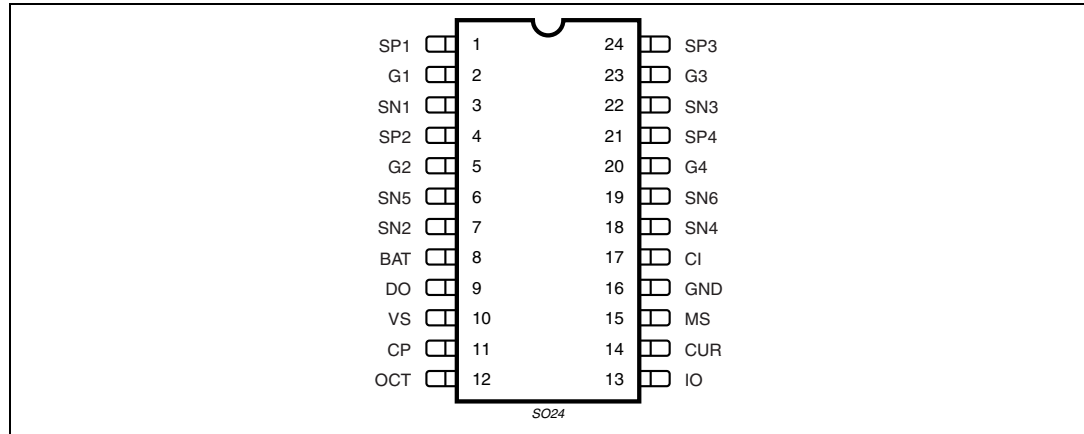 SP1 1 24 SP3
G1 2 23 G3
SN1 3 22 SN3
SP2 4 21 SP4
G2 5 20 G4
SN5 6 19 SN6
SN2 7 18 SN4
BAT 8 17 CI
DO 9 16 GND
VS 10 15 MS
CP 11 14 CUR
OCT 12 13 IO
SO24